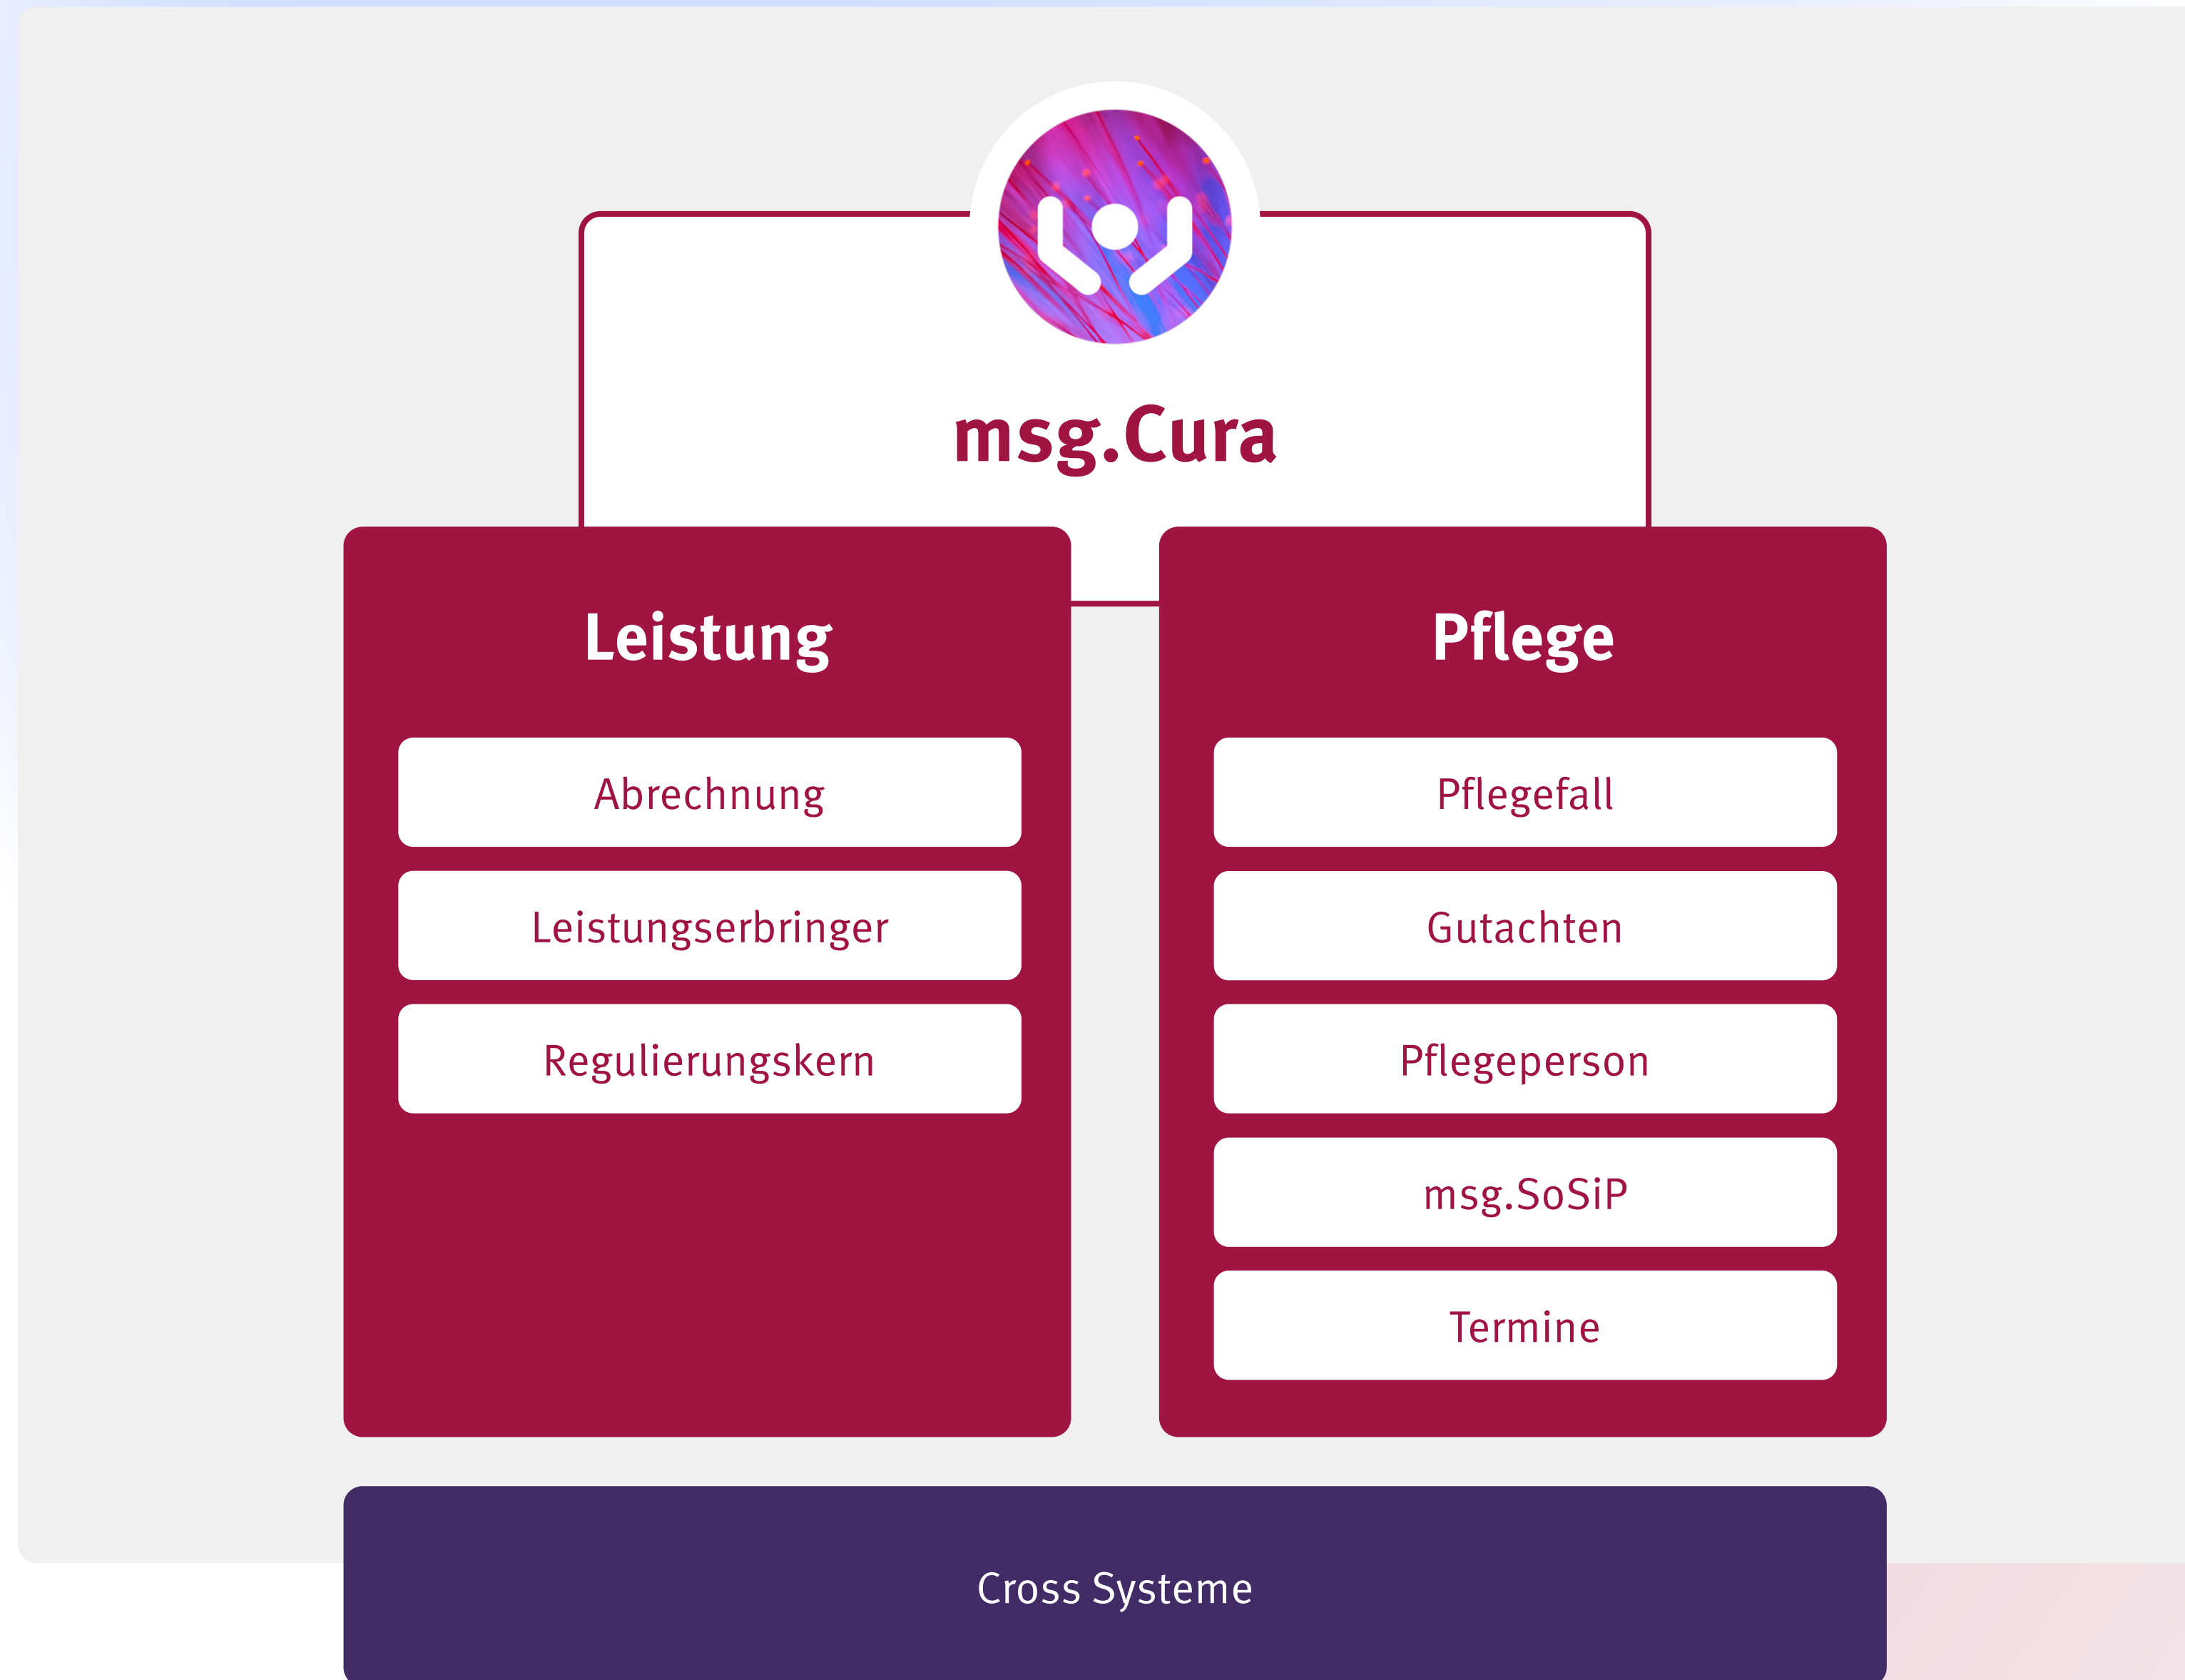 msg.Cura
Leistung
Abrechnung
Leistungserbringer
Regulierungskern
Pflege
Pflegefall
Gutachten
Pflegeperson
msg.SoSiP
Termine
Cross Systeme